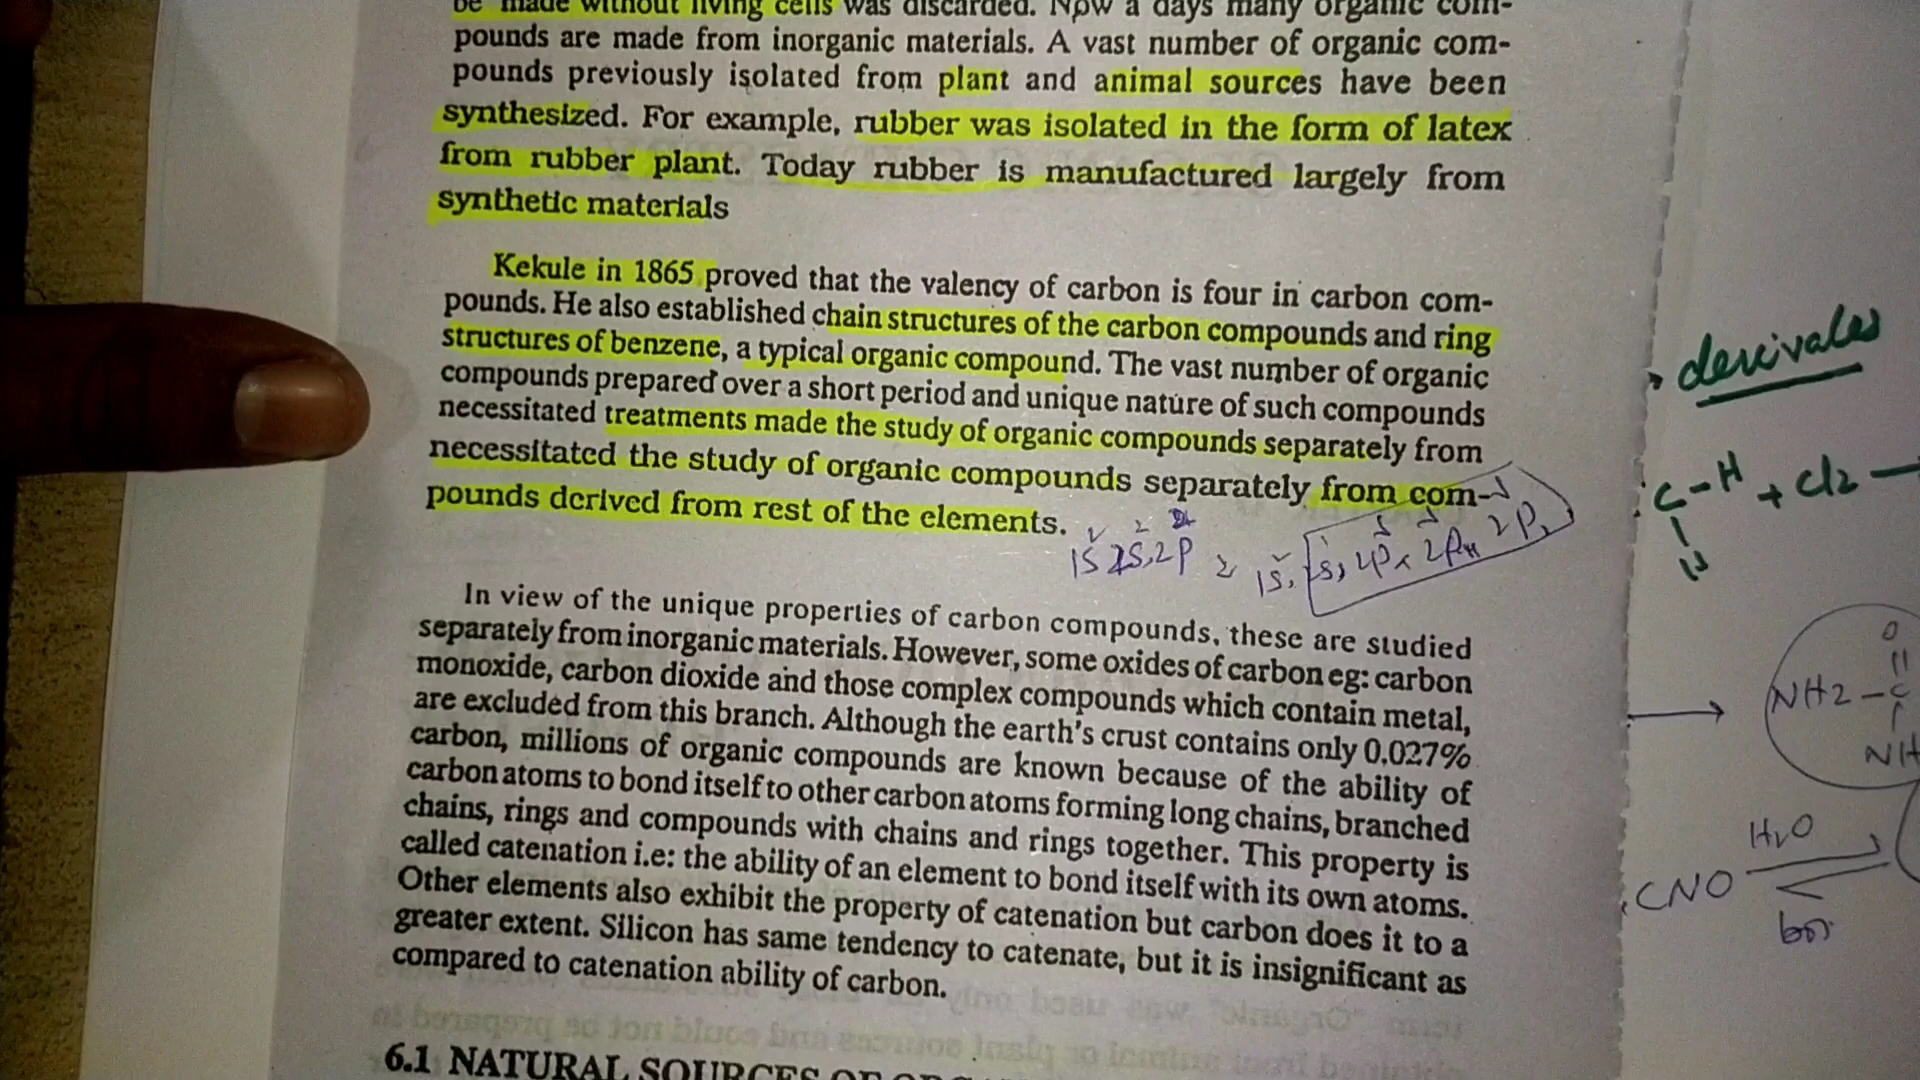 be made without living cells was discarded. Now a days many organic com-
pounds are made from inorganic materials. A vast number of organic com-
pounds previously isolated from plant and animal sources have been
synthesized. For example, rubber was isolated in the form of latex
from rubber plant. Today rubber is manufactured largely from
synthetic materials
Kekule in 1865 proved that the valency of carbon is four in carbon com-
pounds. He also established chain structures of the carbon compounds and ring
structures of benzene, a typical organic compound. The vast number of organic
compounds prepared over a short period and unique nature of such compounds
necessitated treatments made the study of organic compounds separately from
necessitated the study of organic compounds separately from com-
pounds derived from rest of the elements.
In view of the unique properties of carbon compounds, these are studied
separately from inorganic materials. However, some oxides of carbon eg: carbon
monoxide, carbon dioxide and those complex compounds which contain metal,
are excluded from this branch. Although the earth's crust contains only 0.027%
carbon, millions of organic compounds are known because of the ability of
carbon atoms to bond itself to other carbon atoms forming long chains, branched
chains, rings and compounds with chains and rings together. This property is
called catenation i.e: the ability of an element to bond itself with its own atoms.
Other elements also exhibit the property of catenation but carbon does it to a
greater extent. Silicon has same tendency to catenate, but it is insignificant as
compared to catenation ability of carbon.
6.1 NATURAL SOURCES OF
C-H + Cl2
H
O
NH2 - C
NH
H2O
CNO